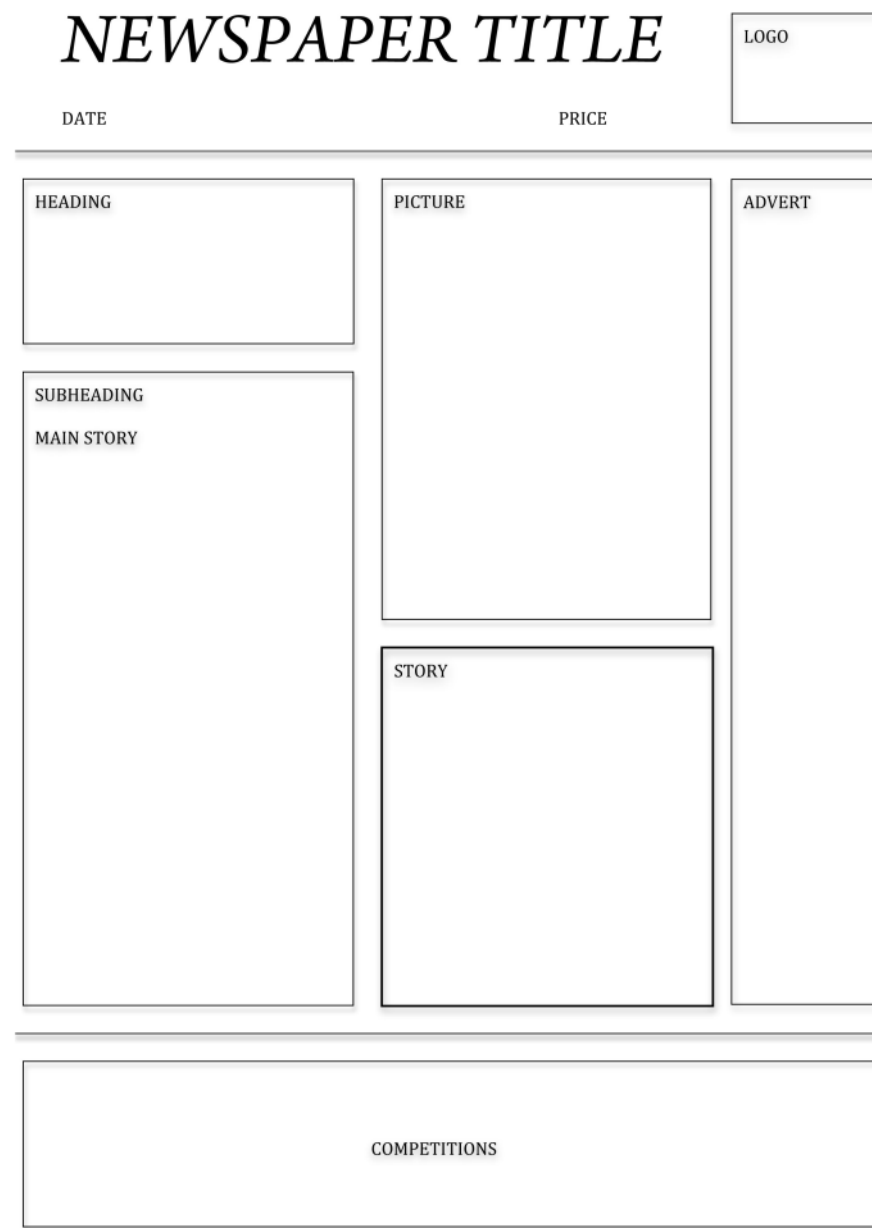 NEWSPAPER TITLE
LOGO
DATE
PRICE
HEADING
PICTURE
ADVERT
SUBHEADING
MAIN STORY
STORY
COMPETITIONS